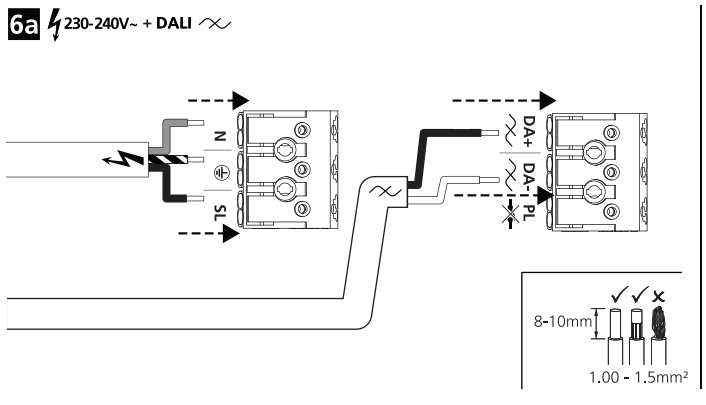 6a 230-240V~ + DALI
N
SL
DA+
DA-
PL
8-10mm
1.00 - 1.5mm²